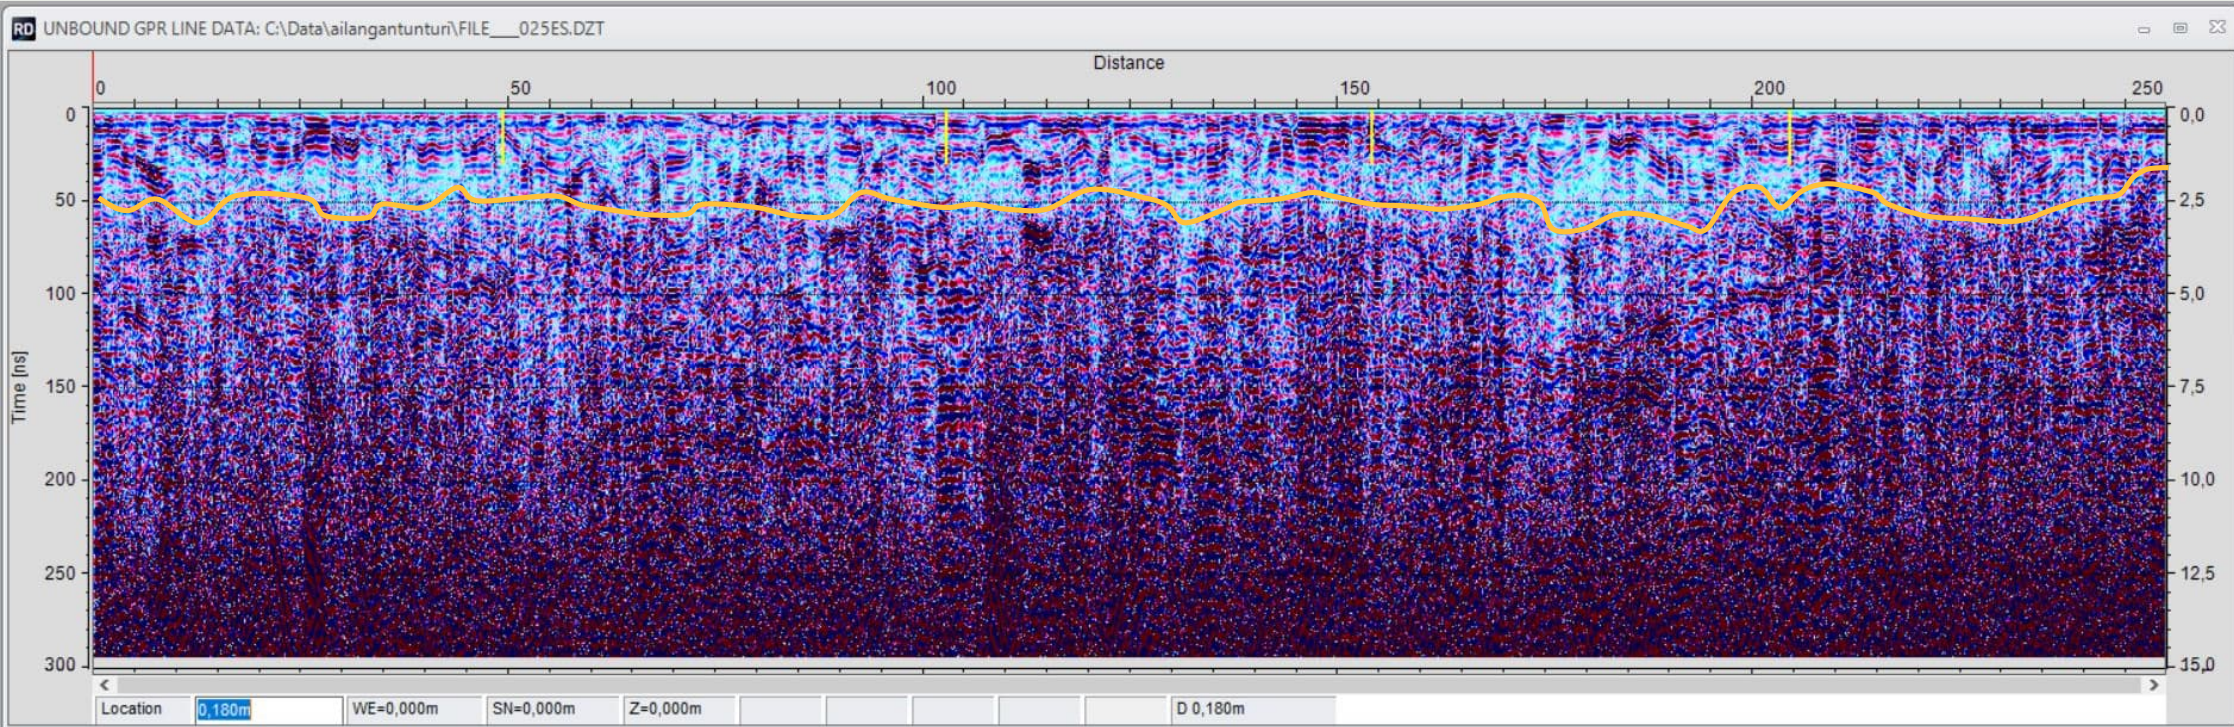 RD UNBOUND GPR LINE DATA: C:\Data\ailangantunturi\FILE___025ES.DZT
Distance
0 50 100 150 200 250
0 0,0
50 2,5
100 5,0
150 7,5
200 10,0
250 12,5
300 15,0
Time [ns]
Location 0,180m WE=0,000m SN=0,000m Z=0,000m D 0,180m